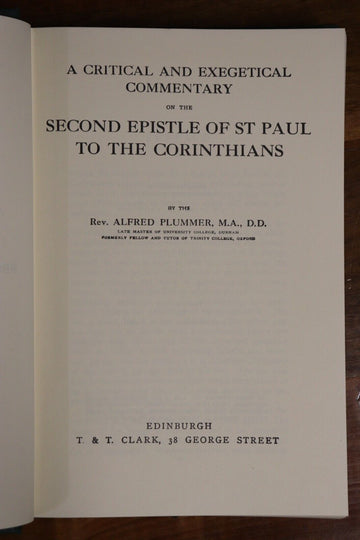 A CRITICAL AND EXEGETICAL
COMMENTARY
ON THE
SECOND EPISTLE OF ST PAUL
TO THE CORINTHIANS
BY THE
Rev. ALFRED PLUMMER, M.A., D.D.
LATE MASTER OF UNIVERSITY COLLEGE, DURHAM
FORMERLY FELLOW AND TUTOR OF TRINITY COLLEGE, OXFORD
EDINBURGH
T. & T. CLARK, 38 GEORGE STREET